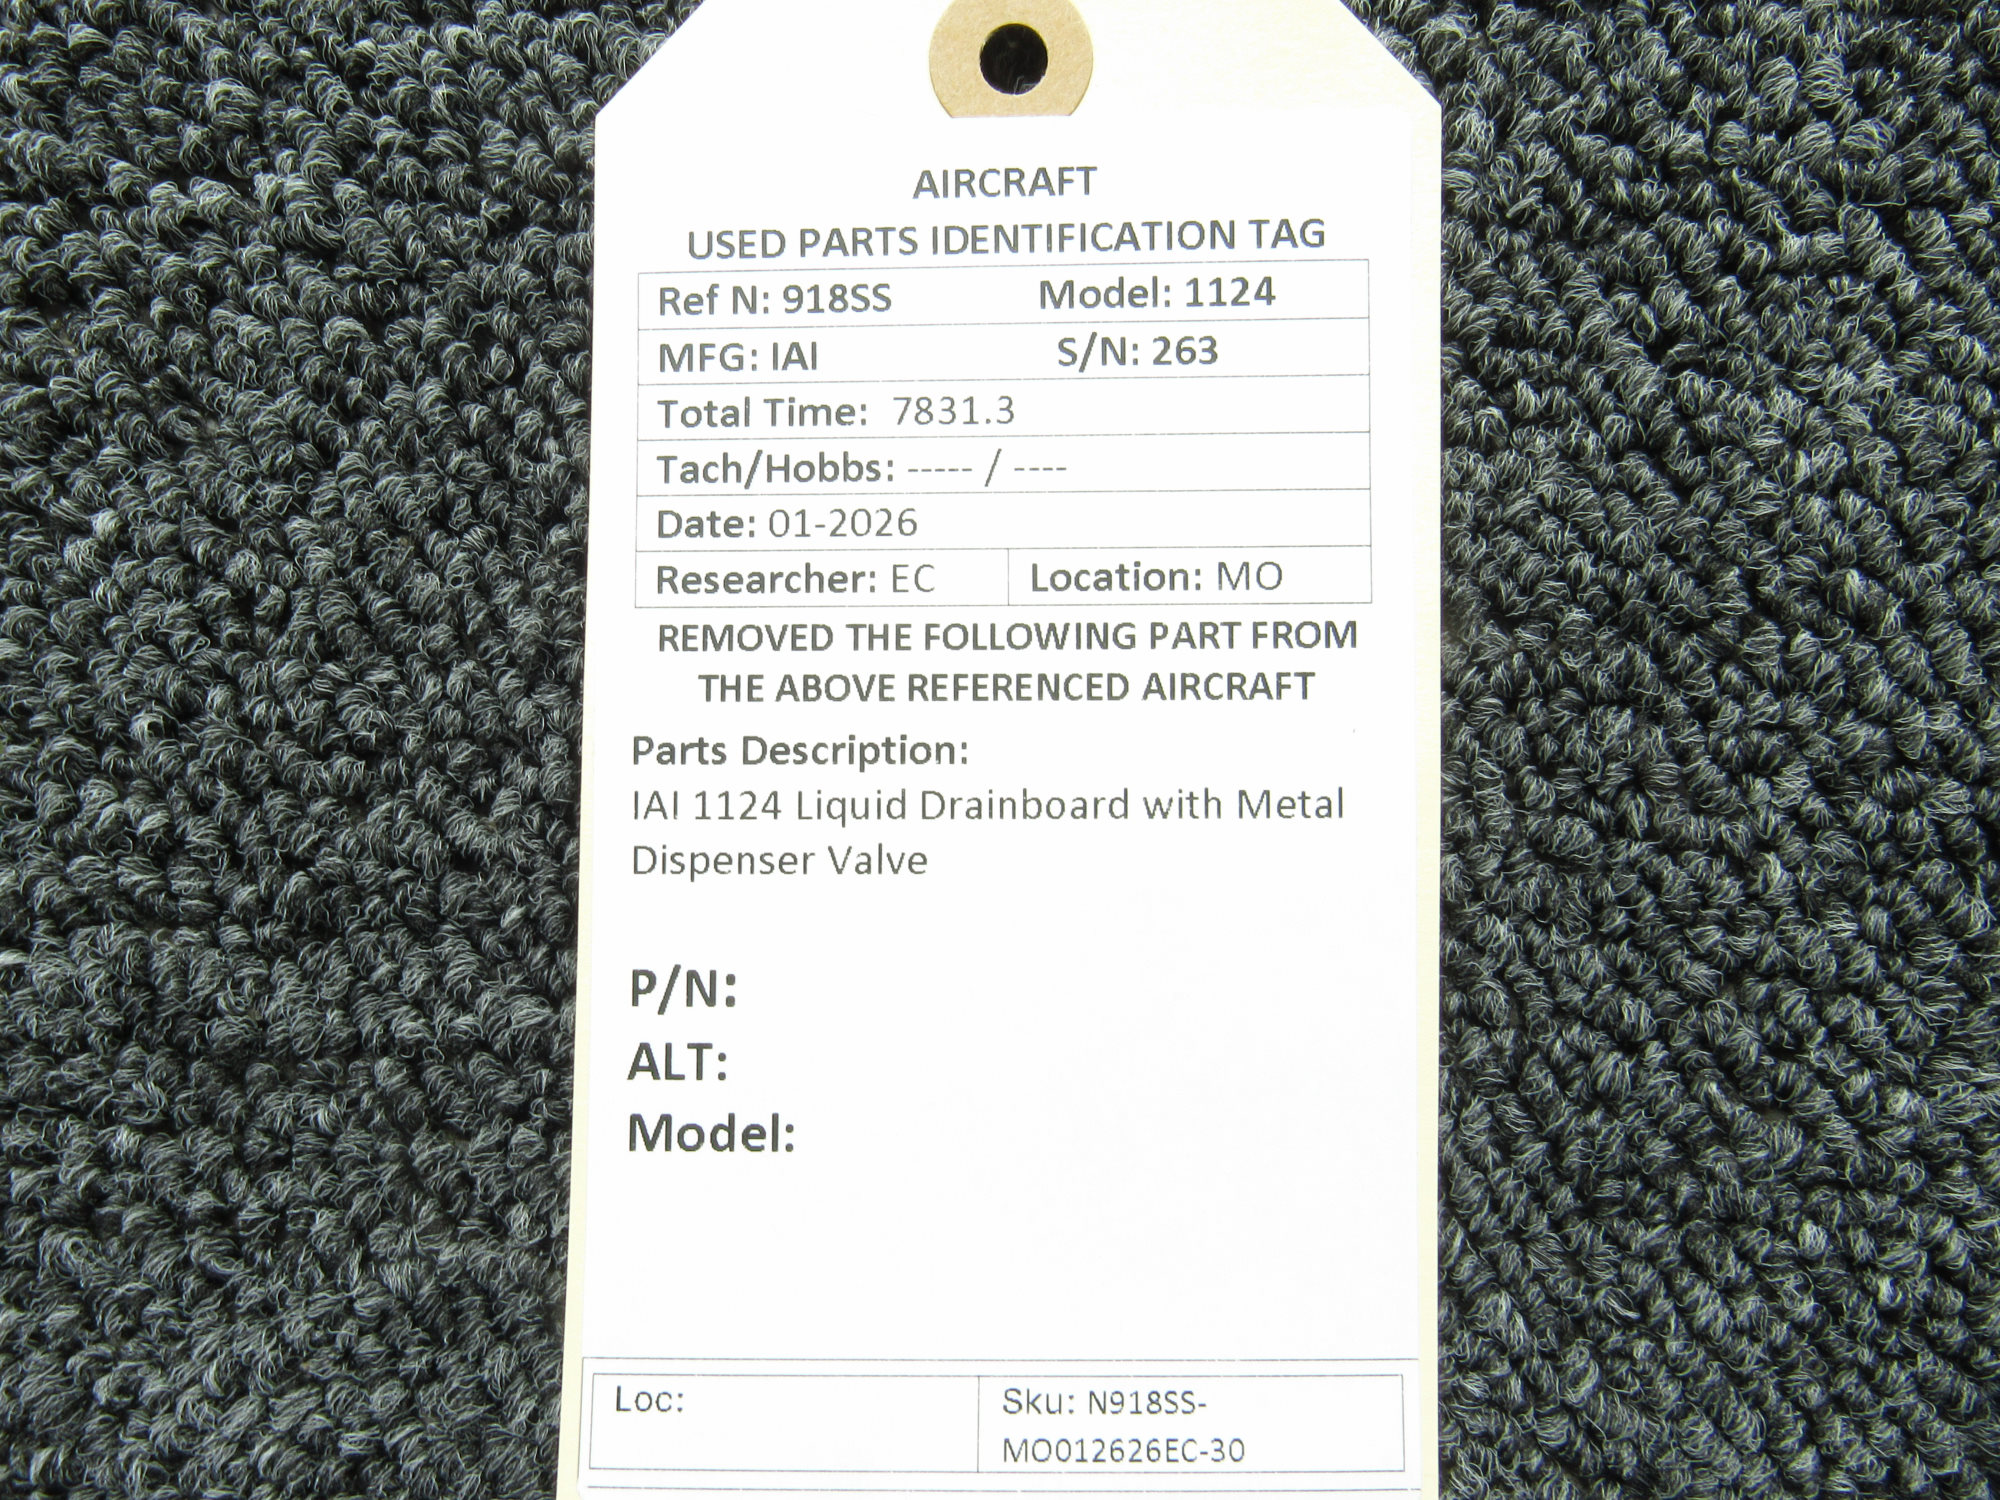 AIRCRAFT
USED PARTS IDENTIFICATION TAG
Ref N: 918SS Model: 1124
MFG: IAI S/N: 263
Total Time: 7831.3
Tach/Hobbs: ----- / ----
Date: 01-2026
Researcher: EC Location: MO
REMOVED THE FOLLOWING PART FROM
THE ABOVE REFERENCED AIRCRAFT
Parts Description:
IAI 1124 Liquid Drainboard with Metal
Dispenser Valve
P/N:
ALT:
Model:
Loc: Sku: N918SS-
MO012626EC-30